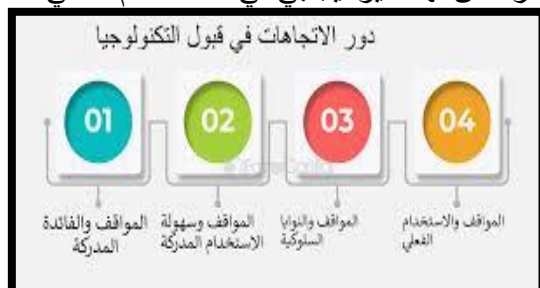 دور الاتجاهات في قبول التكنولوجيا
01
02
03
04
المواقف والفائدة
المدركة
المواقف وسهولة
الاستخدام المدركة
المواقف والنوايا
السلوكية
المواقف والاستخدام
الفعلي